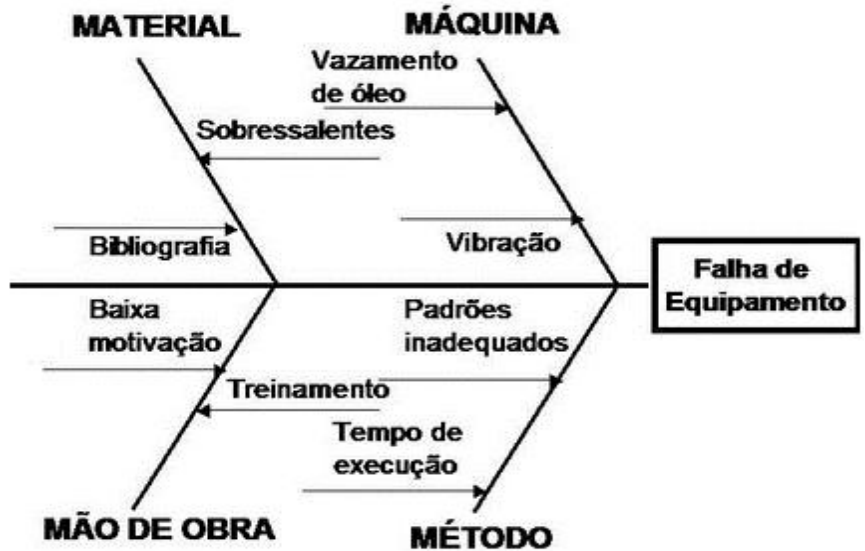 MATERIAL
MÁQUINA
Vazamento
de óleo
Sobressalentes
Bibliografia
Vibração
Falha de
Equipamento
Baixa
motivação
Padrões
inadequados
Treinamento
Tempo de
execução
MÃO DE OBRA
MÉTODO